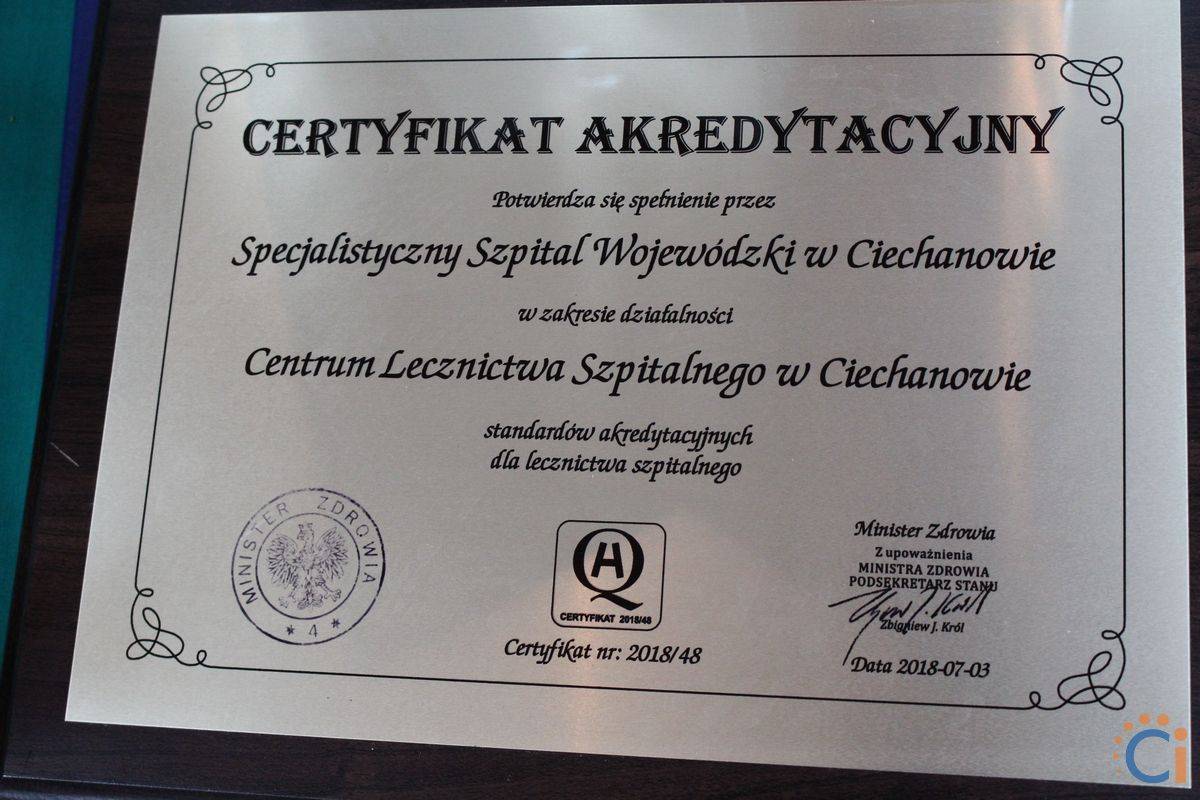 CERTYFIKAT AKREDYTACYJNY
Potwierdza się spełnienie przez
Specjalistyczny Szpital Wojewódzki w Ciechanowie
w zakresie działalności
Centrum Lecznictwa Szpitalnego w Ciechanowie
standardów akredytacyjnych
dla lecznictwa szpitalnego
MINISTER ZDROWIA
* 4 *
HQ
CERTYFIKAT 2018/48
Certyfikat nr: 2018/48
Minister Zdrowia
Z upoważnienia
MINISTRA ZDROWIA
PODSEKRETARZ STANU
Zbigniew J. Król
Data 2018-07-03
Ci